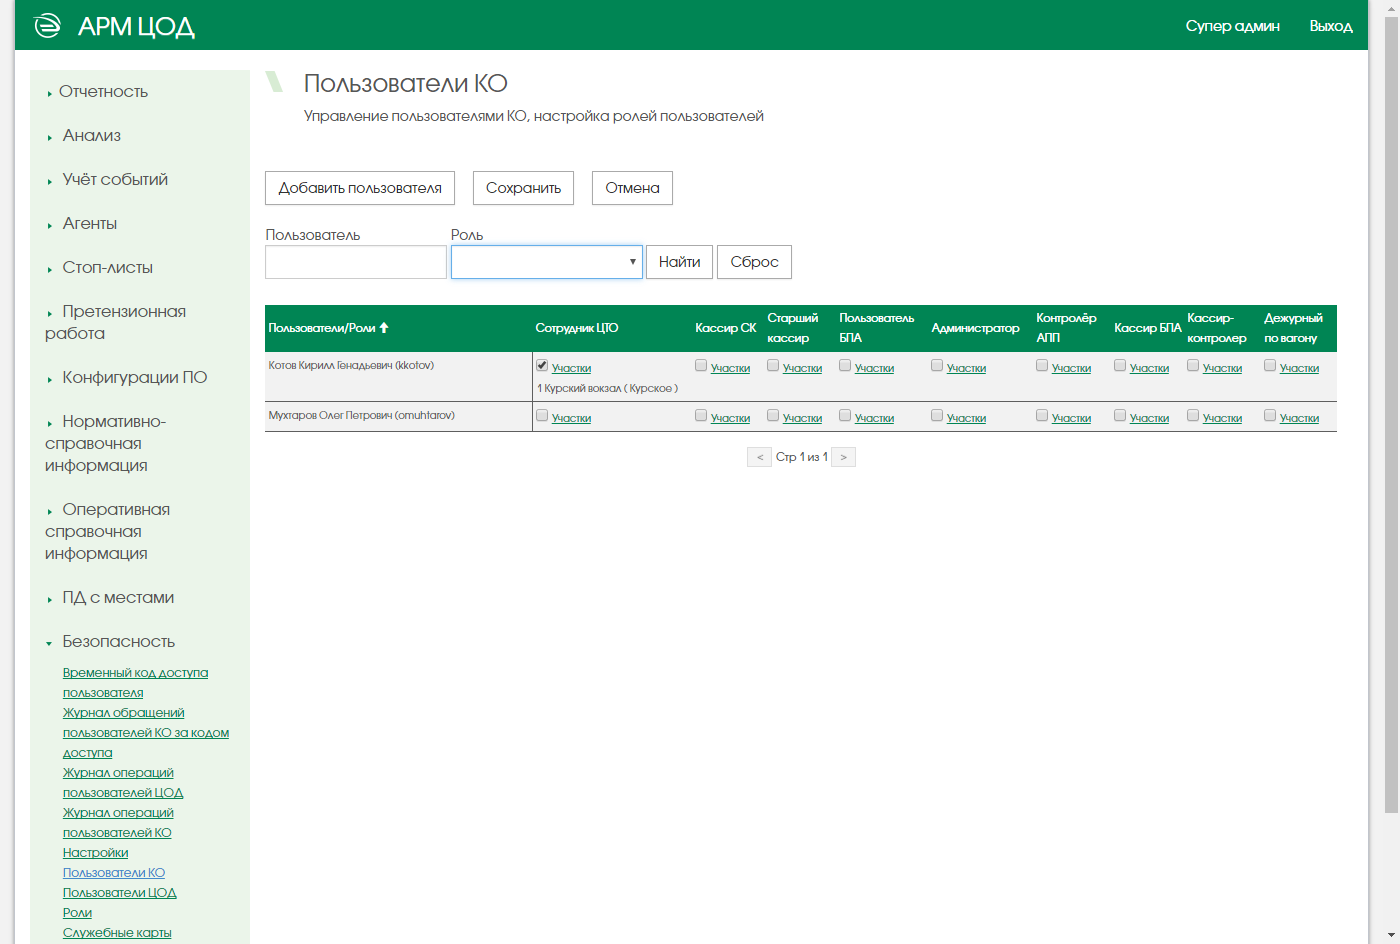 АРМ ЦОД
Супер админ
Выход
Отчетность
Анализ
Учёт событий
Агенты
Стоп-листы
Претензионная
работа
Конфигурации ПО
Нормативно-
справочная
информация
Оперативная
справочная
информация
ПД с местами
Безопасность
Временный код доступа
пользователя
Журнал обращений
пользователей КО за кодом
доступа
Журнал операций
пользователей ЦОД
Журнал операций
пользователей КО
Настройки
Пользователи КО
Пользователи ЦОД
Роли
Служебные карты
Пользователи КО
Управление пользователями КО, настройка ролей пользователей
Добавить пользователя
Сохранить
Отмена
Пользователь
Роль
Найти
Сброс
Пользователи/Роли
Сотрудник ЦТО
Кассир СК
Старший
кассир
Пользователь
БПА
Администратор
Контролёр
АПП
Кассир БПА
Кассир-
контролер
Дежурный
по вагону
Котов Кирилл Генадьевич (kkotov)
Участки
1 Курский вокзал ( Курское )
Участки
Участки
Участки
Участки
Участки
Участки
Участки
Участки
Мухтаров Олег Петрович (omuhtarov)
Участки
Участки
Участки
Участки
Участки
Участки
Участки
Участки
Участки
< Стр 1 из 1 >